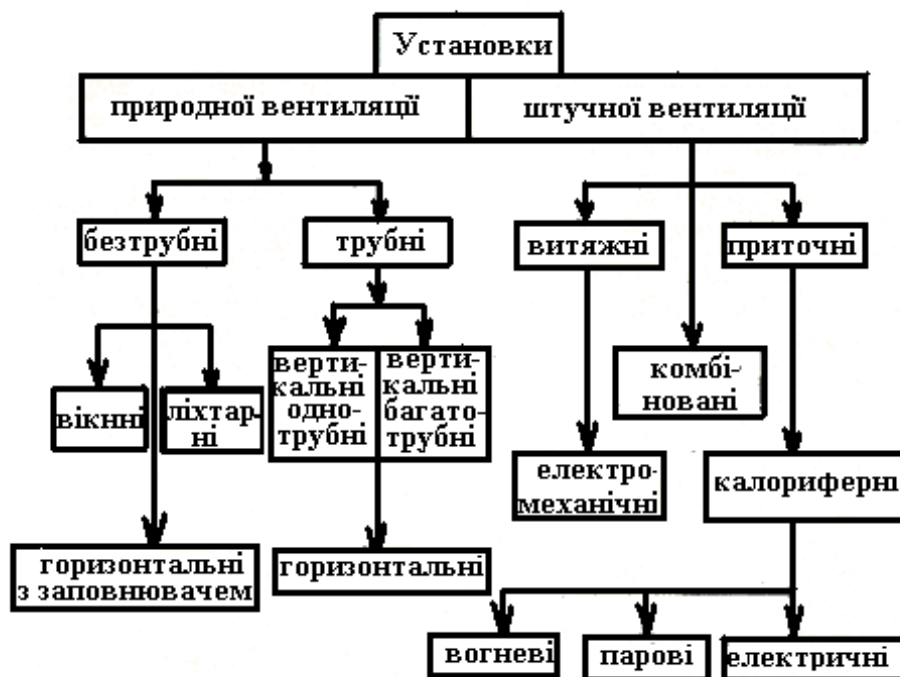 Установки
природної вентиляції
штучної вентиляції
безтрубні
трубні
витяжні
приточні
верти-
кальні
одно-
трубні
верти-
кальні
багато-
трубні
комбі-
новані
вікнні
ліхтар-
ні
електро-
механічні
калориферні
горизонтальні
з заповнювачем
горизонтальні
вогневі
парові
електричні